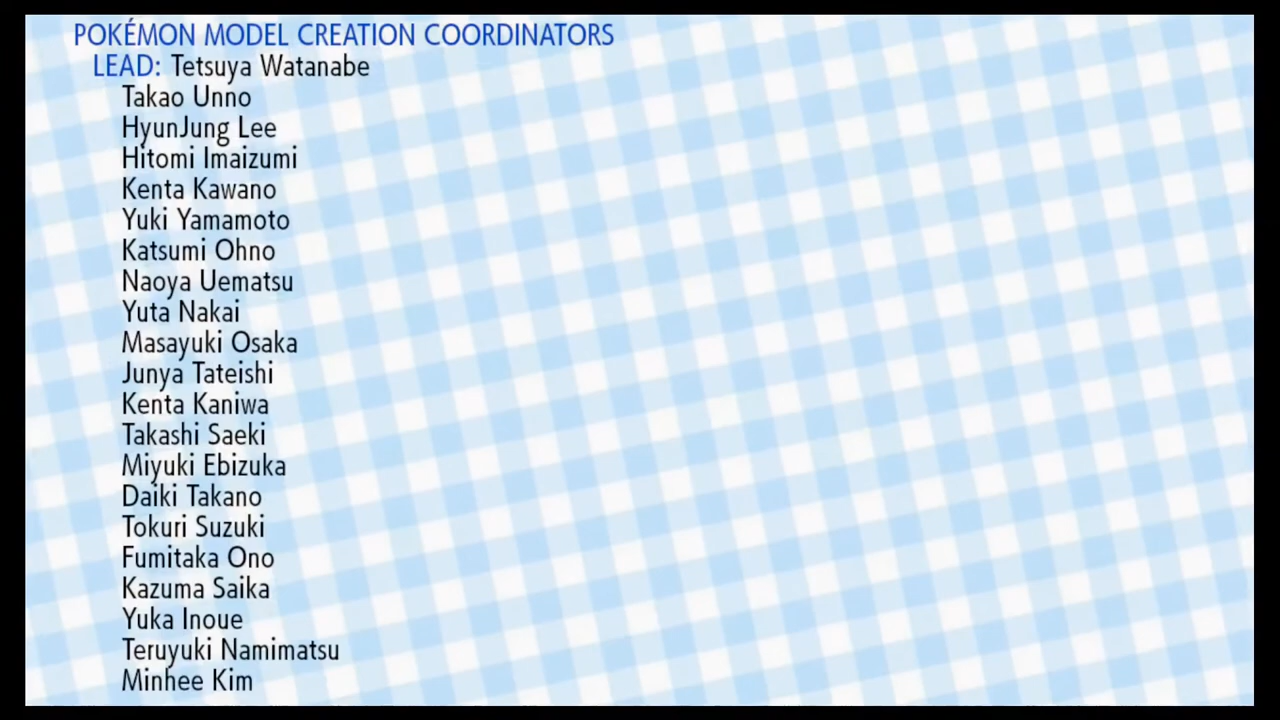 POKÉMON MODEL CREATION COORDINATORS
LEAD: Tetsuya Watanabe
Takao Unno
HyunJung Lee
Hitomi Imaizumi
Kenta Kawano
Yuki Yamamoto
Katsumi Ohno
Naoya Uematsu
Yuta Nakai
Masayuki Osaka
Junya Tateishi
Kenta Kaniwa
Takashi Saeki
Miyuki Ebizuka
Daiki Takano
Tokuri Suzuki
Fumitaka Ono
Kazuma Saika
Yuka Inoue
Teruyuki Namimatsu
Minhee Kim